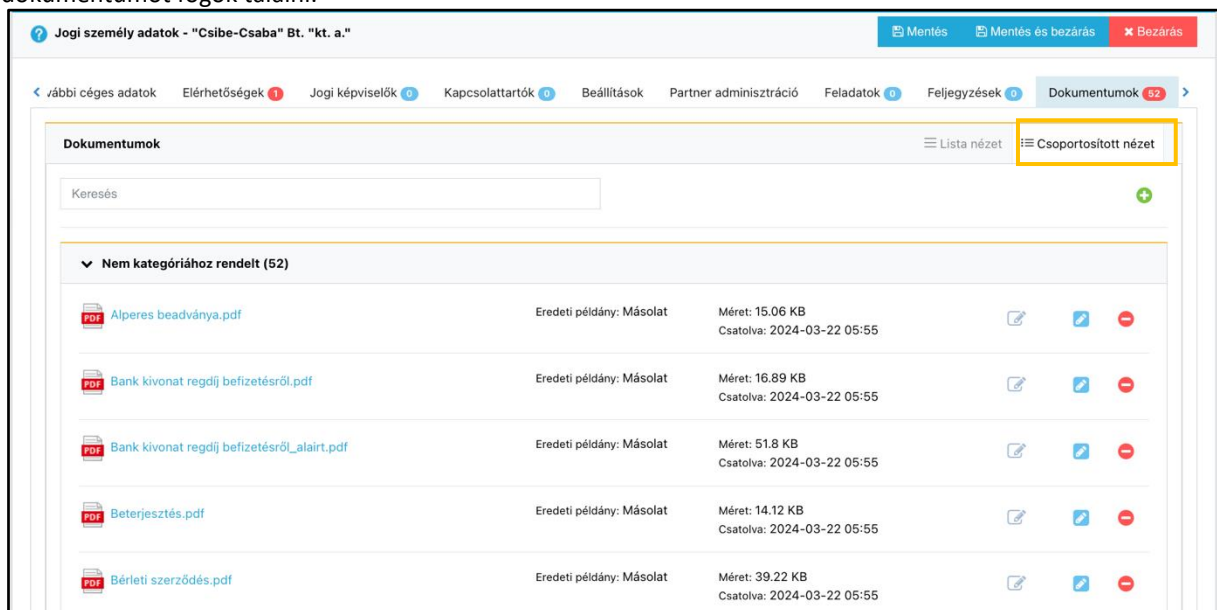 dokumentumot fogok találni.
Jogi személy adatok - "Csibe-Csaba" Bt. "kt. a." Mentés Mentés és bezárás Bezárás
vábbi céges adatok Elérhetőségek 1 Jogi képviselők 0 Kapcsolattartók 0 Beállítások Partner adminisztráció Feladatok 0 Feljegyzések 0 Dokumentumok 52
Dokumentumok Lista nézet Csoportosított nézet
Keresés
Nem kategóriához rendelt (52)
Alperes beadványa.pdf Eredeti példány: Másolat Méret: 15.06 KB
Csatolva: 2024-03-22 05:55
Bank kivonat regdíj befizetésről.pdf Eredeti példány: Másolat Méret: 16.89 KB
Csatolva: 2024-03-22 05:55
Bank kivonat regdíj befizetésről_alairt.pdf Eredeti példány: Másolat Méret: 51.8 KB
Csatolva: 2024-03-22 05:55
Beterjesztés.pdf Eredeti példány: Másolat Méret: 14.12 KB
Csatolva: 2024-03-22 05:55
Bérleti szerződés.pdf Eredeti példány: Másolat Méret: 39.22 KB
Csatolva: 2024-03-22 05:55